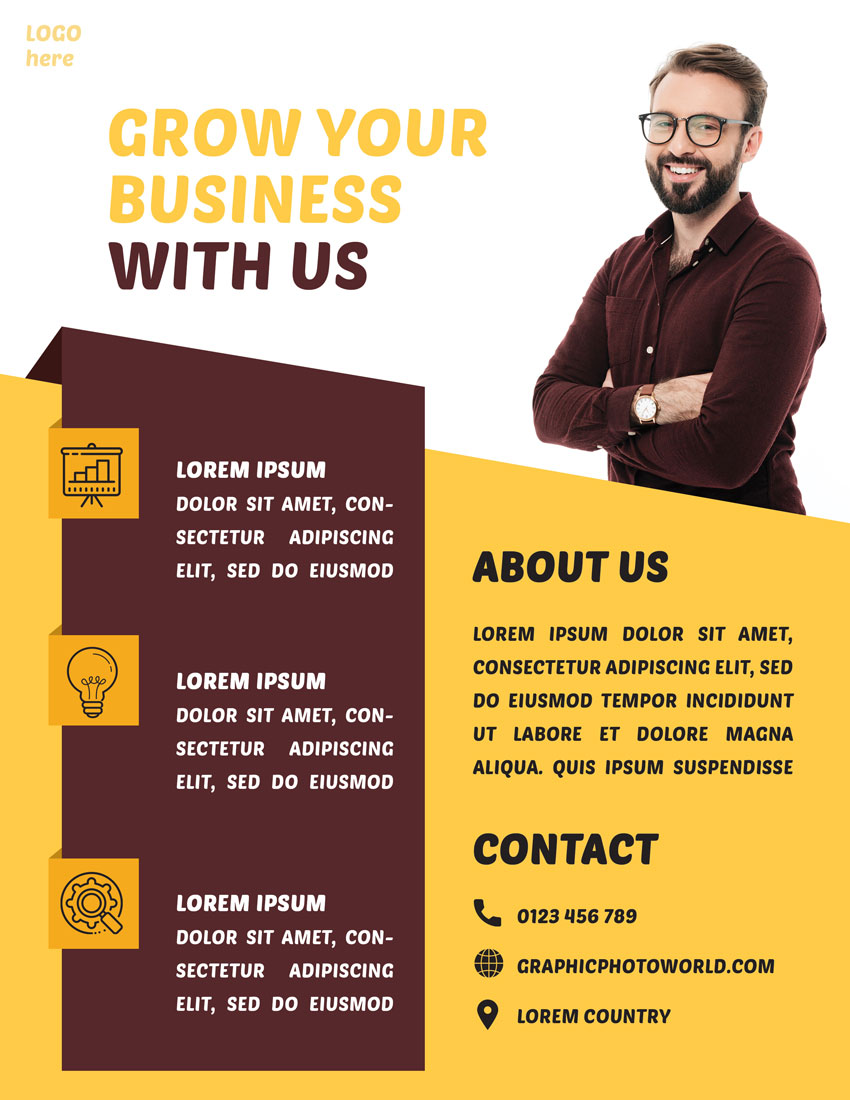 LOGO
here
GROW YOUR
BUSINESS
WITH US
LOREM IPSUM
DOLOR SIT AMET, CON-
SECTETUR ADIPISCING
ELIT, SED DO EIUSMOD
LOREM IPSUM
DOLOR SIT AMET, CON-
SECTETUR ADIPISCING
ELIT, SED DO EIUSMOD
LOREM IPSUM
DOLOR SIT AMET, CON-
SECTETUR ADIPISCING
ELIT, SED DO EIUSMOD
ABOUT US
LOREM IPSUM DOLOR SIT AMET,
CONSECTETUR ADIPISCING ELIT, SED
DO EIUSMOD TEMPOR INCIDIDUNT
UT LABORE ET DOLORE MAGNA
ALIQUA. QUIS IPSUM SUSPENDISSE
CONTACT
0123 456 789
GRAPHICPHOTOWORLD.COM
LOREM COUNTRY